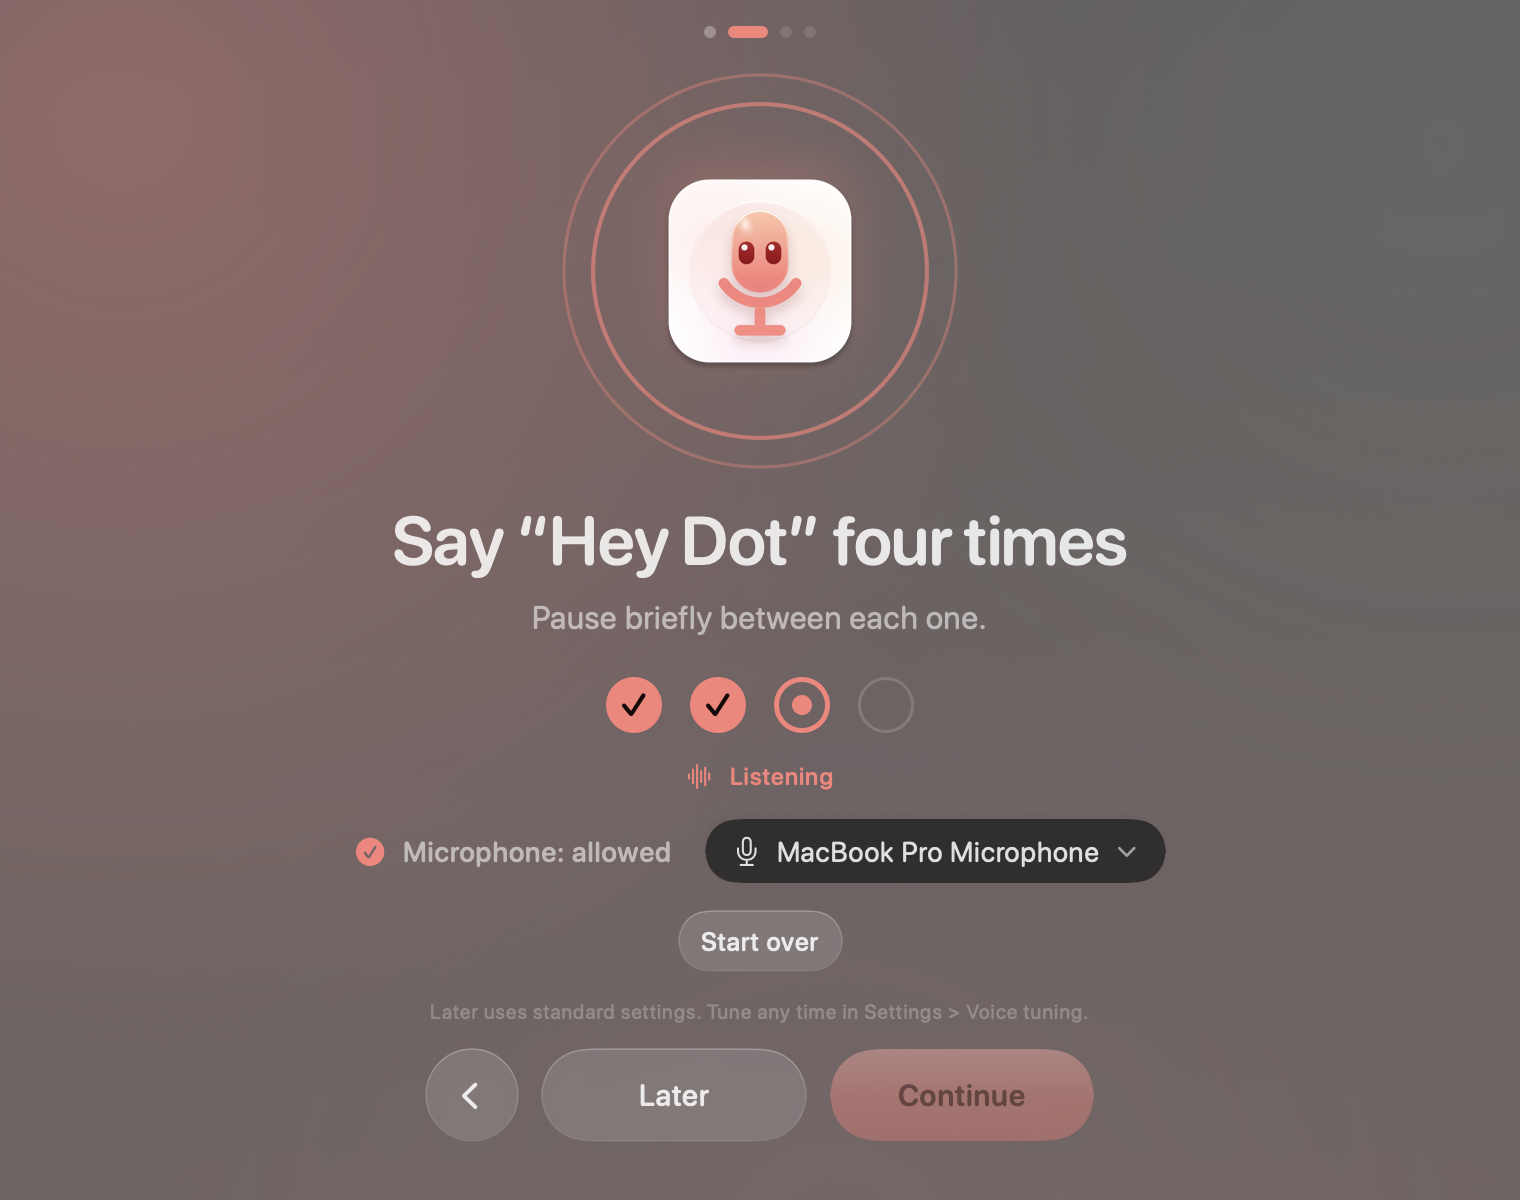 Say “Hey Dot” four times
Pause briefly between each one.
Listening
Microphone: allowed
MacBook Pro Microphone
Start over
Later uses standard settings. Tune any time in Settings > Voice tuning.
Later
Continue